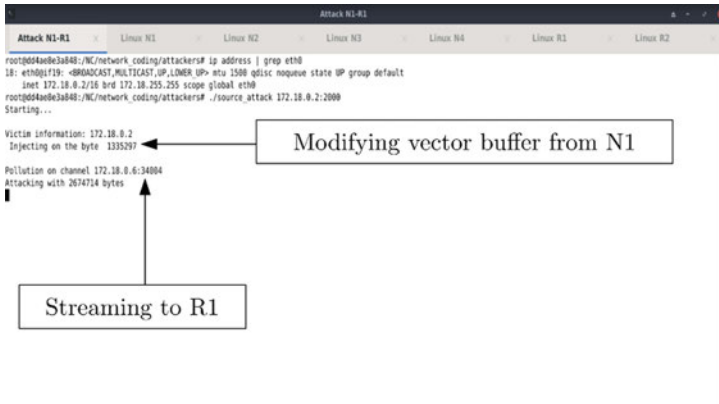 Attack N1-R1
Attack N1-R1 Linux N1 Linux N2 Linux N3 Linux N4 Linux R1 Linux R2
root@dd4ae8e3a848:/NC/network_coding/attackers# ip address | grep eth0
18: eth0@if19: <BROADCAST,MULTICAST,UP,LOWER_UP> mtu 1500 qdisc noqueue state UP group default
inet 172.18.0.2/16 brd 172.18.255.255 scope global eth0
root@dd4ae8e3a848:/NC/network_coding/attackers# ./source_attack 172.18.0.2:2000
Starting...
Victim information: 172.18.0.2
Injecting on the byte 1335297
Modifying vector buffer from N1
Pollution on channel 172.18.0.6:34004
Attacking with 2674714 bytes
Streaming to R1